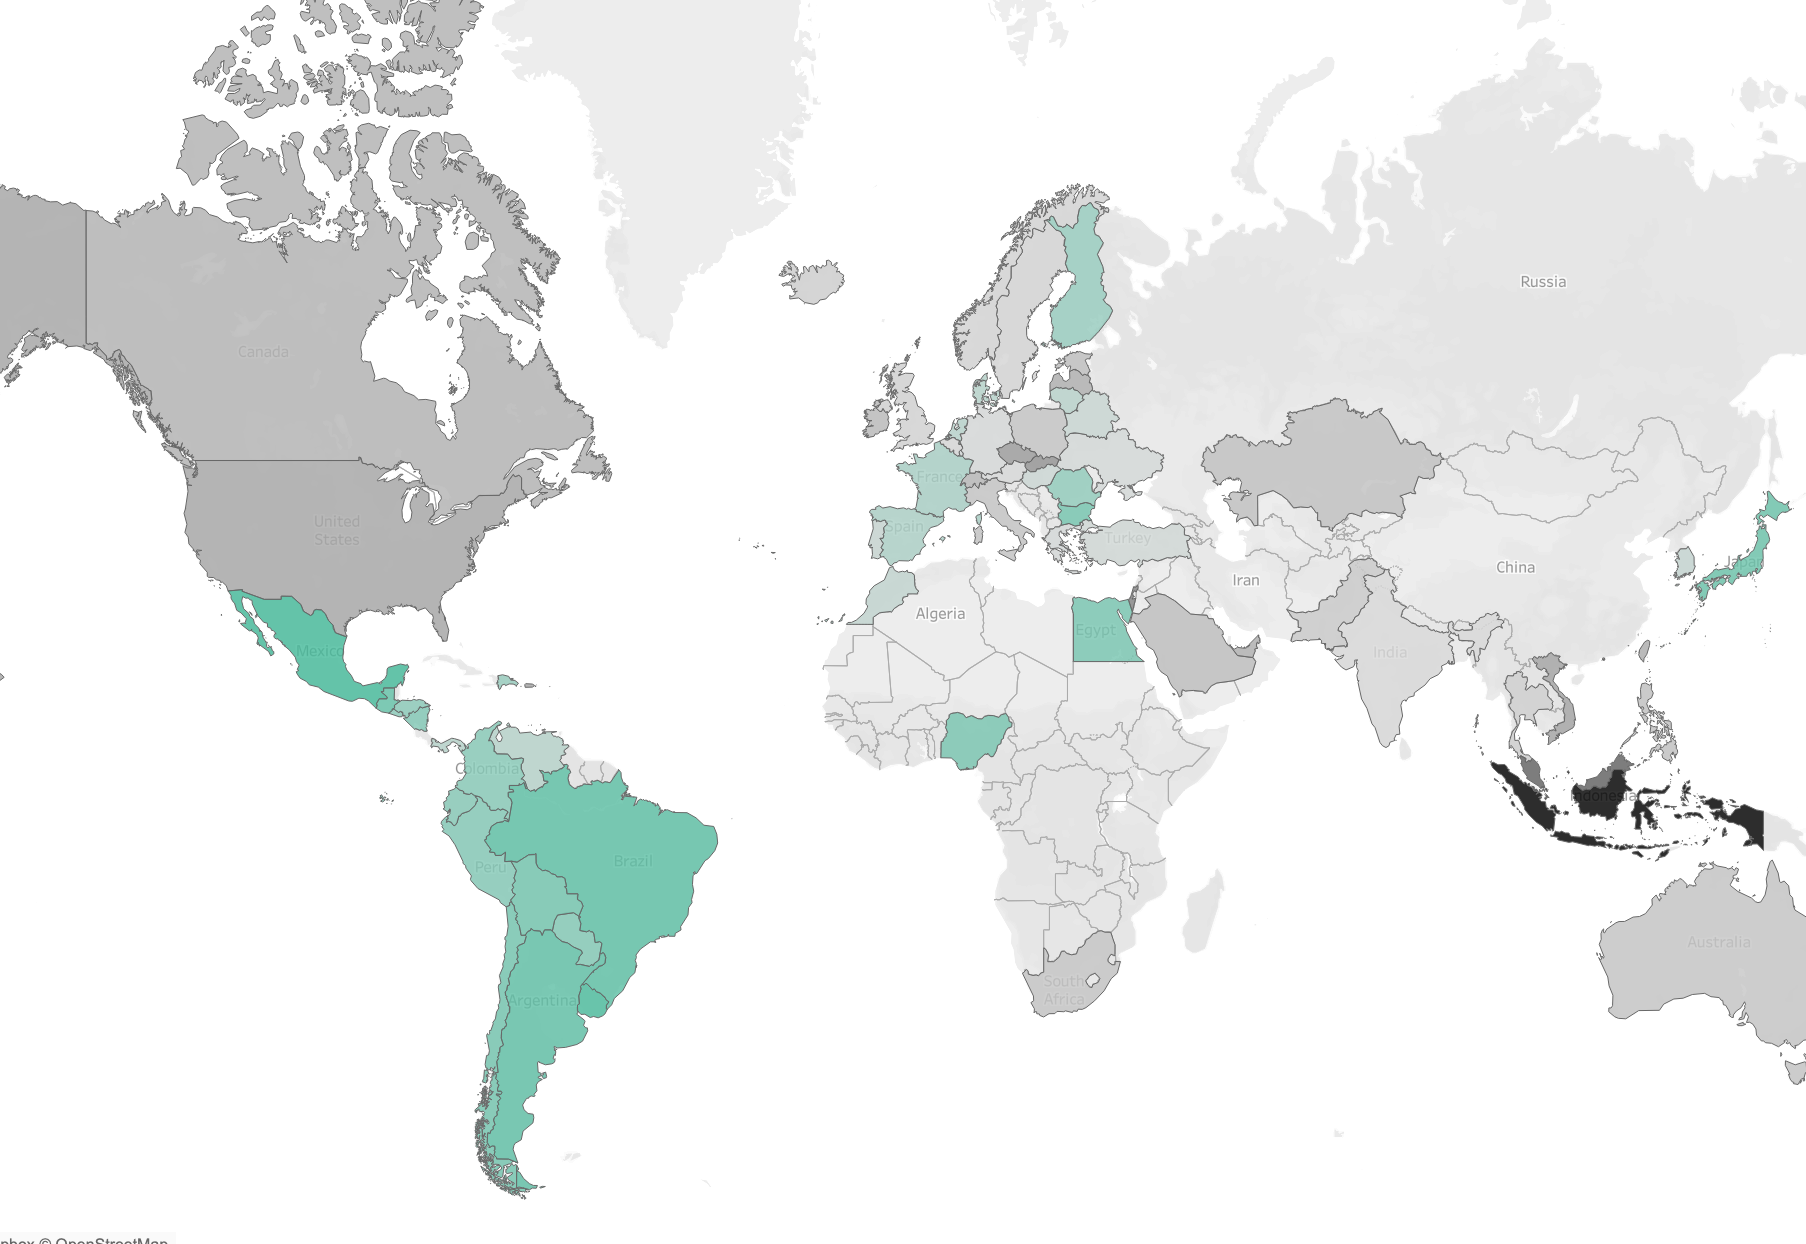 Russia
Canada
United
States
France
Spain
Turkey
Iran
China
Japan
Algeria
Egypt
India
Mexico
Colombia
Indonesia
Brazil
Peru
Australia
South
Africa
Argentina
© OpenStreetMap